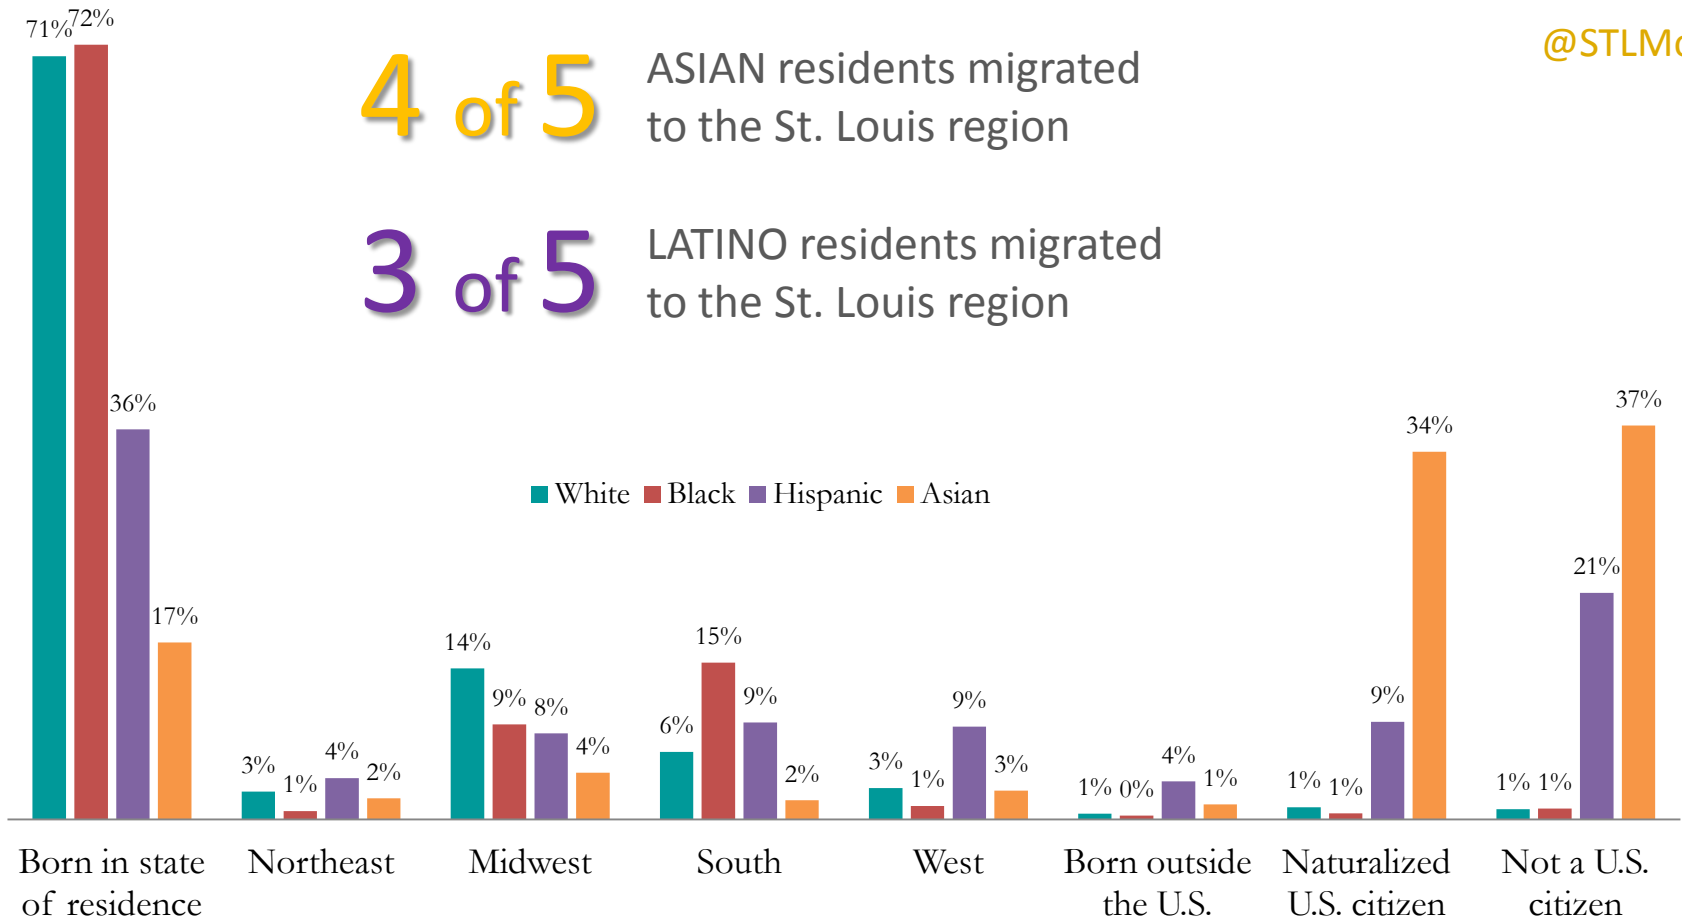 71%
72%
36%
17%
4 of 5
ASIAN residents migrated
to the St. Louis region
3 of 5
LATINO residents migrated
to the St. Louis region
@STLMo
White Black Hispanic Asian
3%
1%
4%
2%
14%
9%
8%
4%
6%
15%
9%
2%
3%
1%
9%
3%
1%
0%
4%
1%
1%
1%
9%
34%
1%
1%
21%
37%
Born in state
of residence
Northeast
Midwest
South
West
Born outside
the U.S.
Naturalized
U.S. citizen
Not a U.S.
citizen